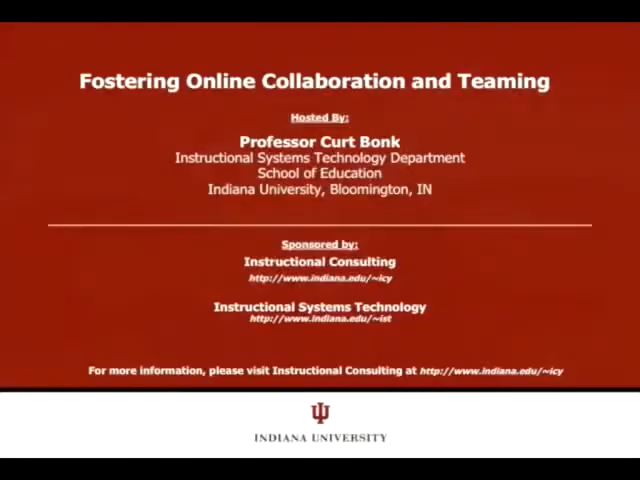 Fostering Online Collaboration and Teaming
Hosted By:
Professor Curt Bonk
Instructional Systems Technology Department
School of Education
Indiana University, Bloomington, IN
Sponsored by:
Instructional Consulting
http://www.indiana.edu/~icy
Instructional Systems Technology
http://www.indiana.edu/~ist
For more information, please visit Instructional Consulting at http://www.indiana.edu/~icy
INDIANA UNIVERSITY